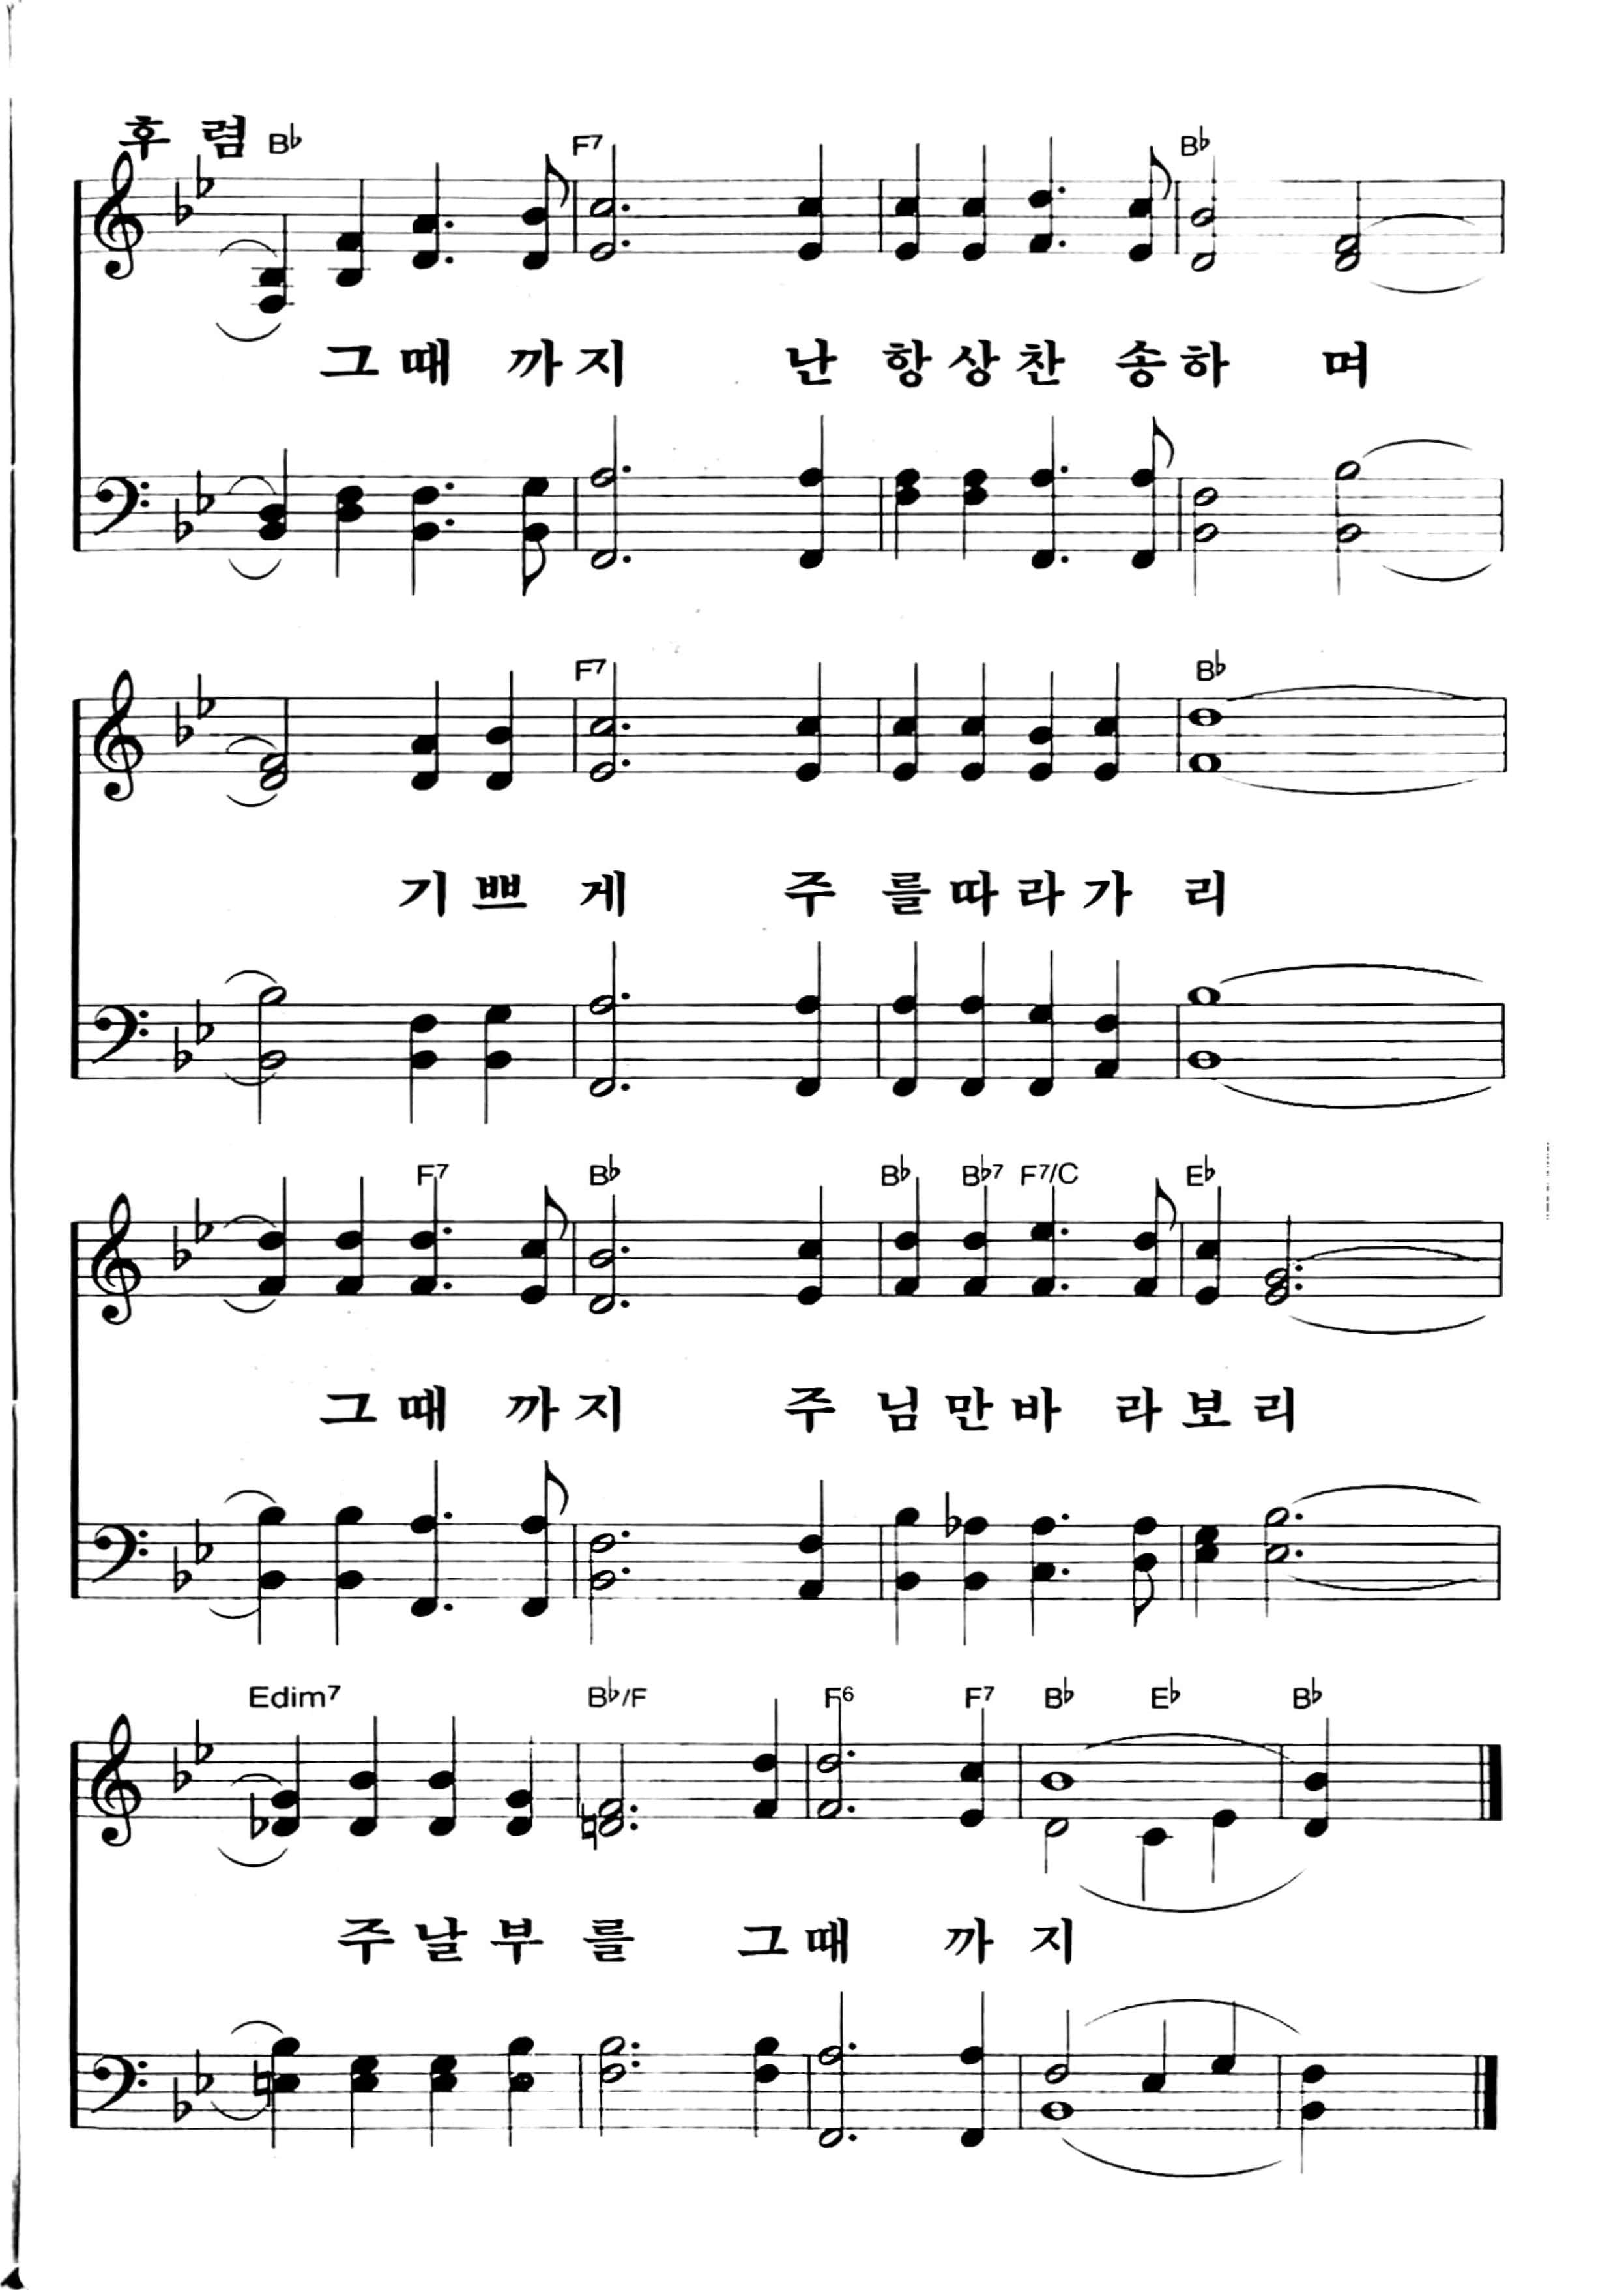 후 렴 B♭ F7 B♭
그 때 까 지 난 항 상 찬 송 하 며
F7 B♭
기 쁘 게 주 를 따 라 가 리
F7 B♭ B♭ B♭7 F7/C E♭
그 때 까 지 주 님 만 바 라 보 리
Edim7 B♭/F F6 F7 B♭ E♭ B♭
주 날 부 를 그 때 까 지